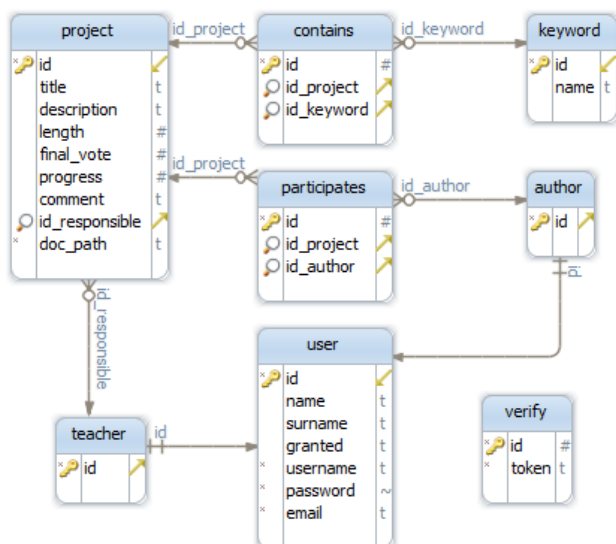 project
id
title t
description t
length #
final_vote #
progress #
comment t
id_responsible
doc_path t
id_project
contains
id #
id_project
id_keyword
id_keyword
keyword
id
name t
id_project
participates
id #
id_project
id_author
id_author
author
id
id
id_responsible
user
id
name t
surname t
granted t
username t
password ~
email t
teacher
id
id
verify
id #
token t